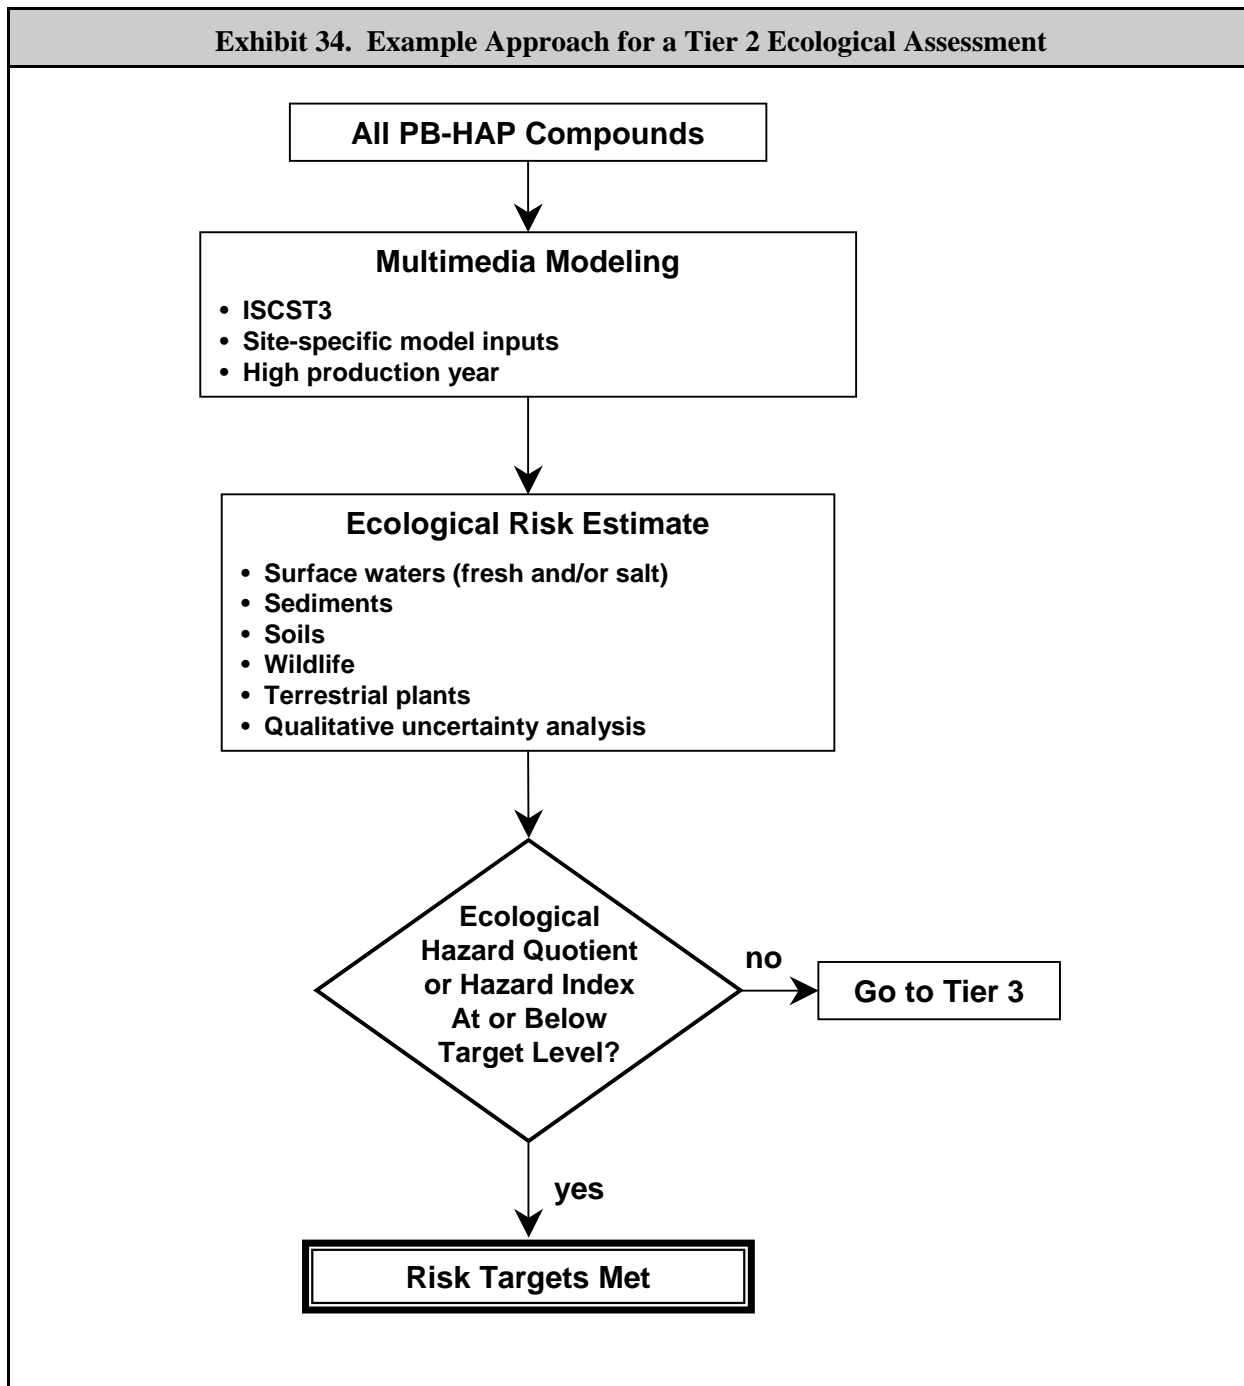 Exhibit 34.  Example Approach for a Tier 2 Ecological Assessment
All PB-HAP Compounds
Multimedia Modeling
• ISCST3
• Site-specific model inputs
• High production year
Ecological Risk Estimate
• Surface waters (fresh and/or salt)
• Sediments
• Soils
• Wildlife
• Terrestrial plants
• Qualitative uncertainty analysis
Ecological
Hazard Quotient
or Hazard Index
At or Below
Target Level?
no
Go to Tier 3
yes
Risk Targets Met